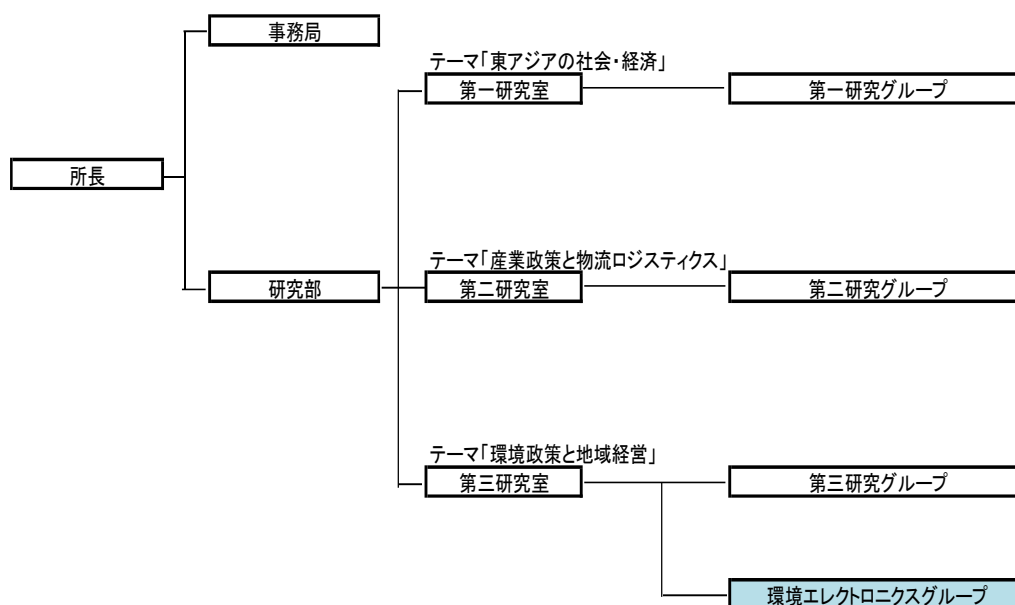 事務局
テーマ「東アジアの社会・経済」
第一研究室
第一研究グループ
所長
テーマ「産業政策と物流ロジスティクス」
研究部
第二研究室
第二研究グループ
テーマ「環境政策と地域経営」
第三研究室
第三研究グループ
環境エレクトロニクスグループ